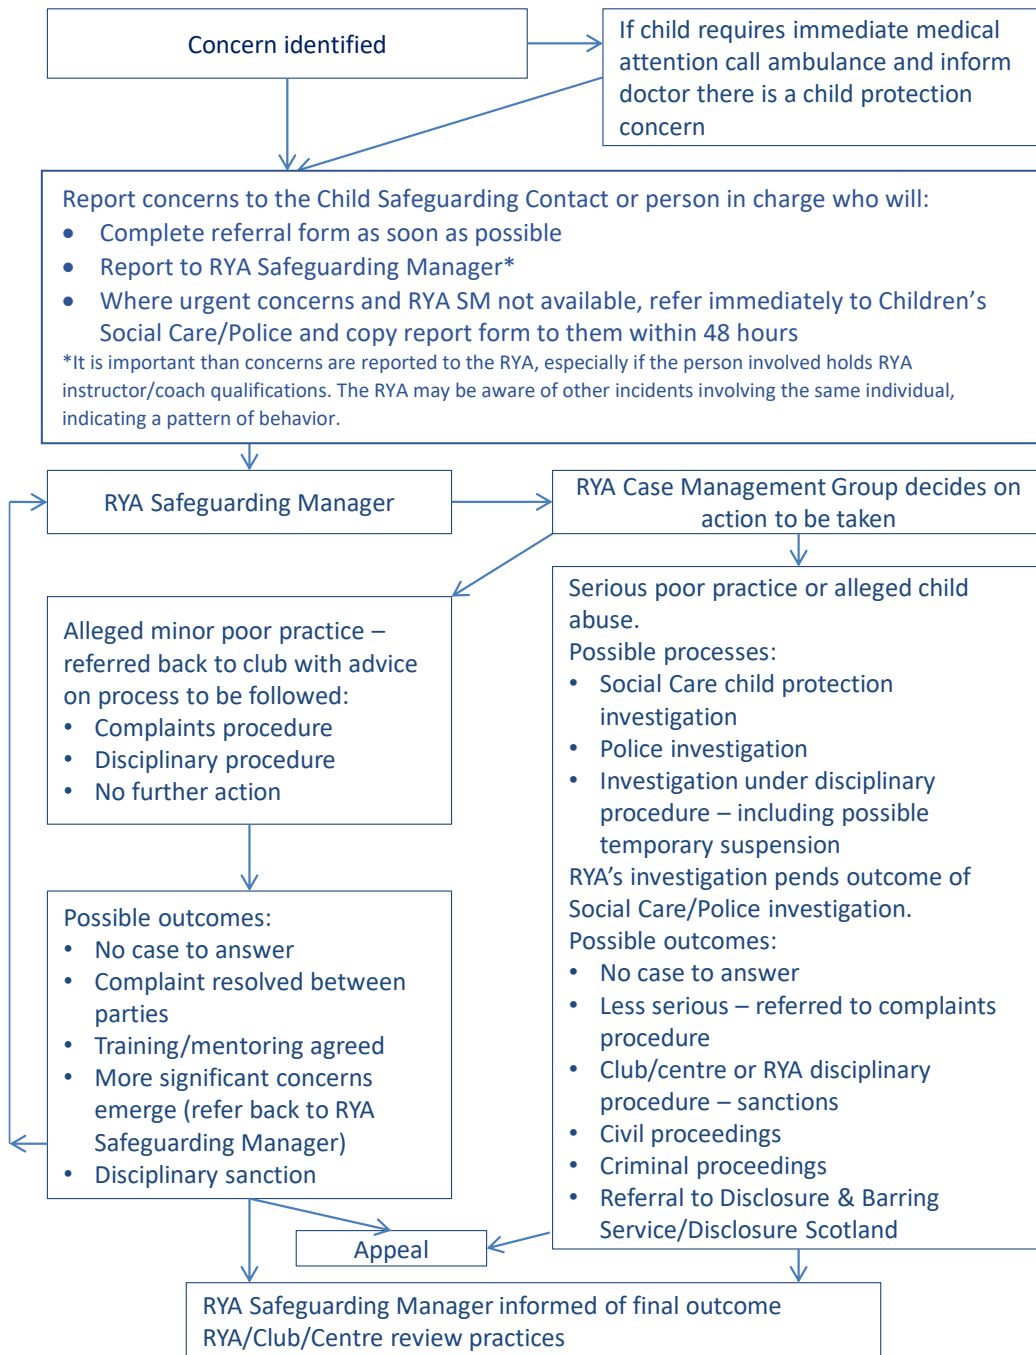 Concern identified
If child requires immediate medical
attention call ambulance and inform
doctor there is a child protection
concern
Report concerns to the Child Safeguarding Contact or person in charge who will:
• Complete referral form as soon as possible
• Report to RYA Safeguarding Manager*
• Where urgent concerns and RYA SM not available, refer immediately to Children's
Social Care/Police and copy report form to them within 48 hours
*It is important than concerns are reported to the RYA, especially if the person involved holds RYA
instructor/coach qualifications. The RYA may be aware of other incidents involving the same individual,
indicating a pattern of behavior.
RYA Safeguarding Manager
RYA Case Management Group decides on
action to be taken
Alleged minor poor practice –
referred back to club with advice
on process to be followed:
• Complaints procedure
• Disciplinary procedure
• No further action
Serious poor practice or alleged child
abuse.
Possible processes:
• Social Care child protection
investigation
• Police investigation
• Investigation under disciplinary
procedure – including possible
temporary suspension
RYA's investigation pends outcome of
Social Care/Police investigation.
Possible outcomes:
• No case to answer
• Less serious – referred to complaints
procedure
• Club/centre or RYA disciplinary
procedure – sanctions
• Civil proceedings
• Criminal proceedings
• Referral to Disclosure & Barring
Service/Disclosure Scotland
Possible outcomes:
• No case to answer
• Complaint resolved between
parties
• Training/mentoring agreed
• More significant concerns
emerge (refer back to RYA
Safeguarding Manager)
• Disciplinary sanction
Appeal
RYA Safeguarding Manager informed of final outcome
RYA/Club/Centre review practices